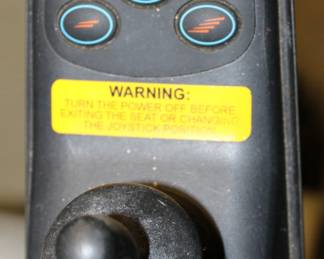 WARNING:
TURN THE POWER OFF BEFORE
EXITING THE SEAT OR CHANGING
THE JOYSTICK POSITION